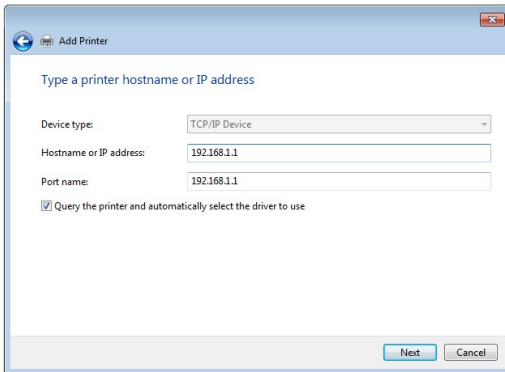 Add Printer
Type a printer hostname or IP address
Device type: TCP/IP Device
Hostname or IP address: 192.168.1.1
Port name: 192.168.1.1
Query the printer and automatically select the driver to use
Next Cancel